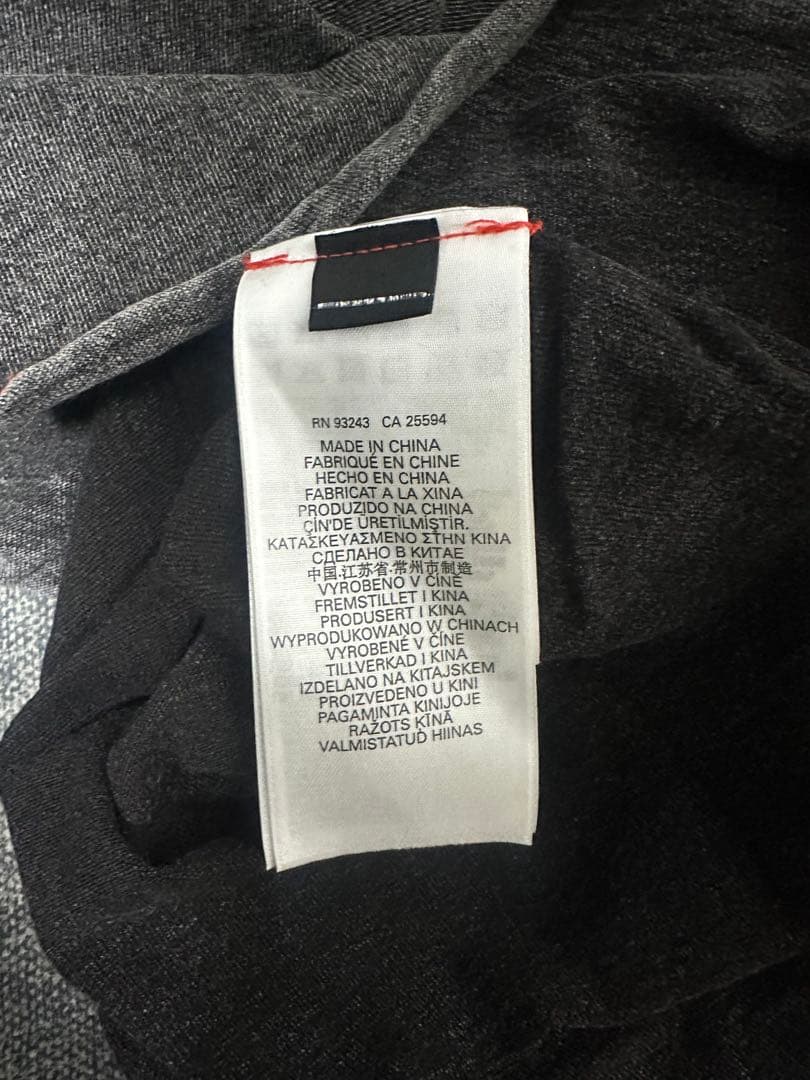 RN 93243 CA 25594
MADE IN CHINA
FABRIQUÉ EN CHINE
HECHO EN CHINA
FABRICAT A LA XINA
PRODUZIDO NA CHINA
ÇİN'DE ÜRETİLMİŞTİR.
ΚΑΤΑΣΚΕΥΑΣΜΕΝΟ ΣΤΗΝ ΚΙΝΑ
СДЕЛАНО В КИТАЕ
中国.江苏省.常州市制造
VYROBENO V ČÍNĚ
FREMSTILLET I KINA
PRODUSERT I KINA
WYPRODUKOWANO W CHINACH
VYROBENÉ V ČÍNE
TILLVERKAD I KINA
IZDELANO NA KITAJSKEM
PROIZVEDENO U KINI
PAGAMINTA KINIJOJE
RAŽOTS ĶĪNĀ
VALMISTATUD HIINAS